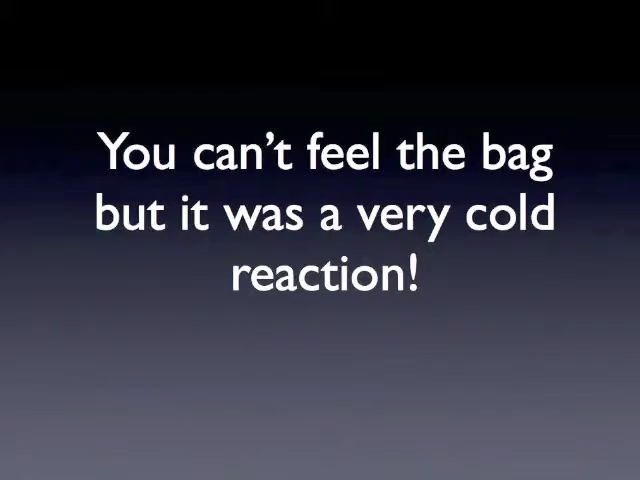 You can’t feel the bag
but it was a very cold
reaction!